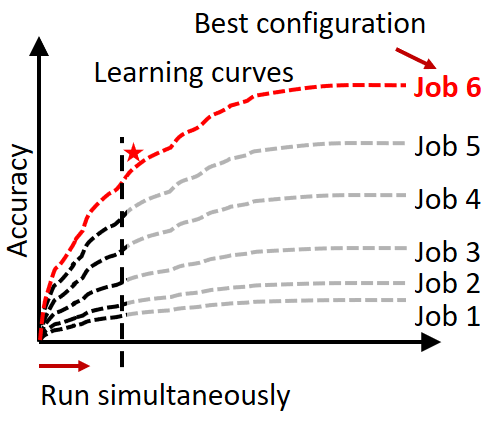 Best configuration
Learning curves
Job 6
Job 5
Job 4
Job 3
Job 2
Job 1
Accuracy
Run simultaneously